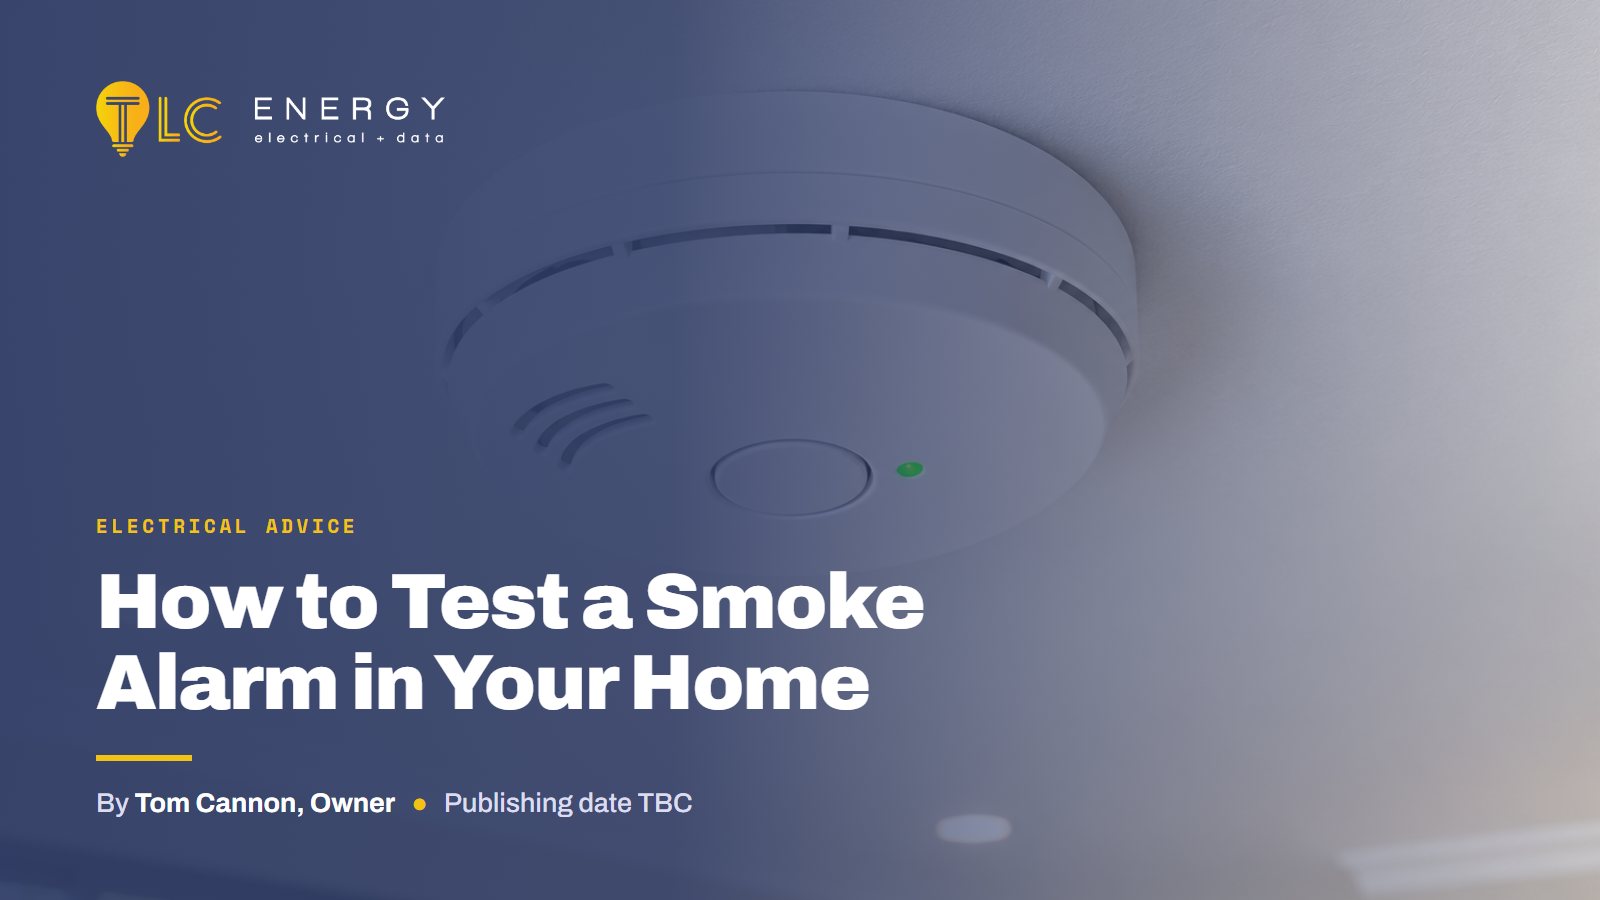 TLC ENERGY
electrical + data
ELECTRICAL ADVICE
How to Test a Smoke
Alarm in Your Home
By Tom Cannon, Owner ● Publishing date TBC